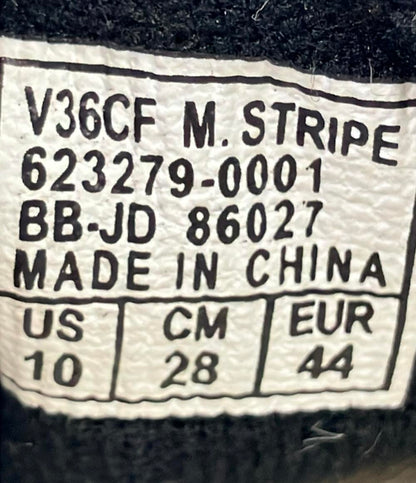 V36CF M. STRIPE
623279-0001
BB-JD 86027
MADE IN CHINA
US CM EUR
10 28 44